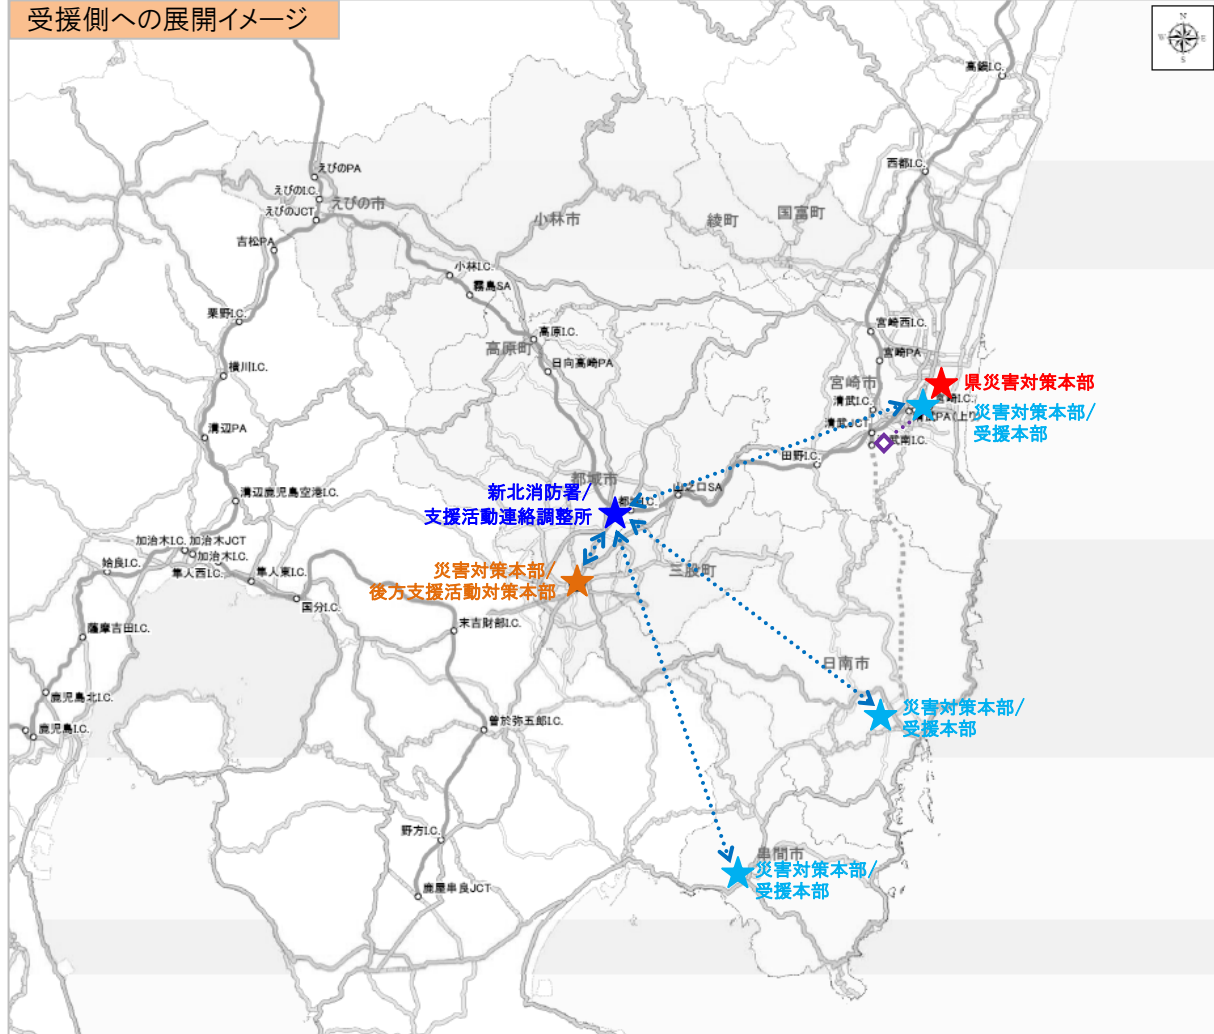 受援側への展開イメージ
N
W
E
S
高鍋I.C.
西都I.C.
えびのPA
えびのI.C.
えびのJCT
えびの市
小林市
綾町
国富町
吉松PA
小林I.C.
霧島SA
栗野I.C.
高原I.C.
高原町
日向高崎PA
宮崎西I.C.
宮崎PA
横川I.C.
宮崎市
県災害対策本部
清武I.C.
災害対策本部/
受援本部
溝辺PA
田野I.C.
都城市
山之口SA
新北消防署/
支援活動連絡調整所
溝辺鹿児島空港I.C.
加治木I.C.
加治木JCT
加治木I.C.
姶良I.C.
隼人西I.C.
隼人東I.C.
国分I.C.
災害対策本部/
後方支援活動対策本部
三股町
末吉財部I.C.
薩摩吉田I.C.
日南市
鹿児島北I.C.
鹿児島I.C.
曽於弥五郎I.C.
災害対策本部/
受援本部
野方I.C.
串間市
災害対策本部/
受援本部
鹿屋串良JCT